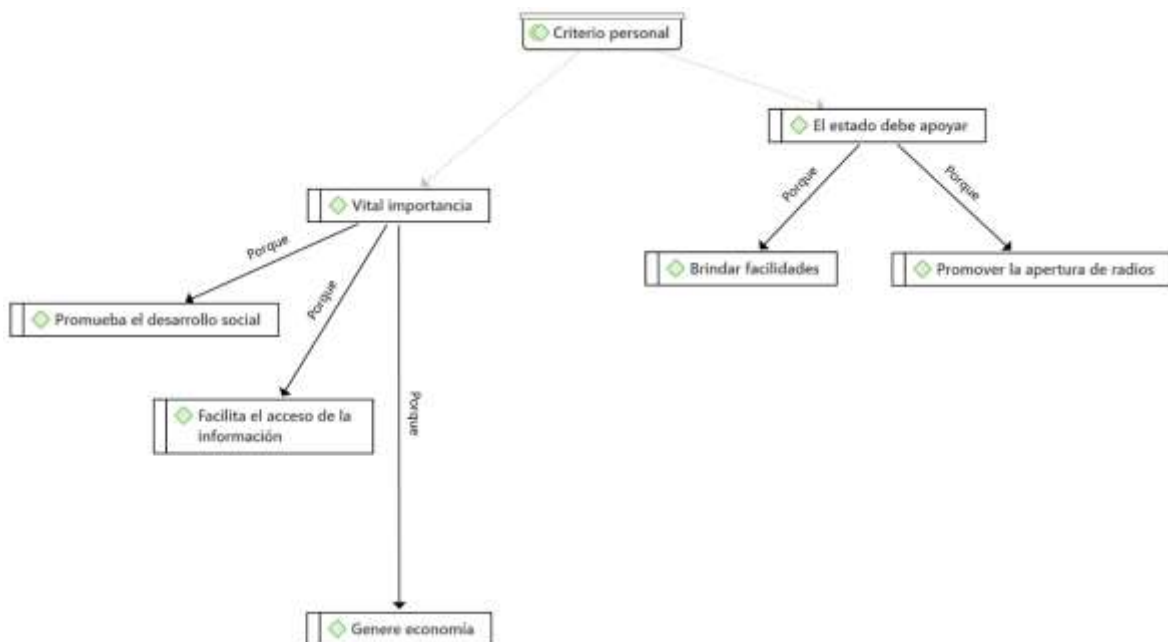 Criterio personal
El estado debe apoyar
Porque
Porque
Vital importancia
Brindar facilidades
Promover la apertura de radios
Porque
Porque
Porque
Promueba el desarrollo social
Facilita el acceso de la
información
Genere economía